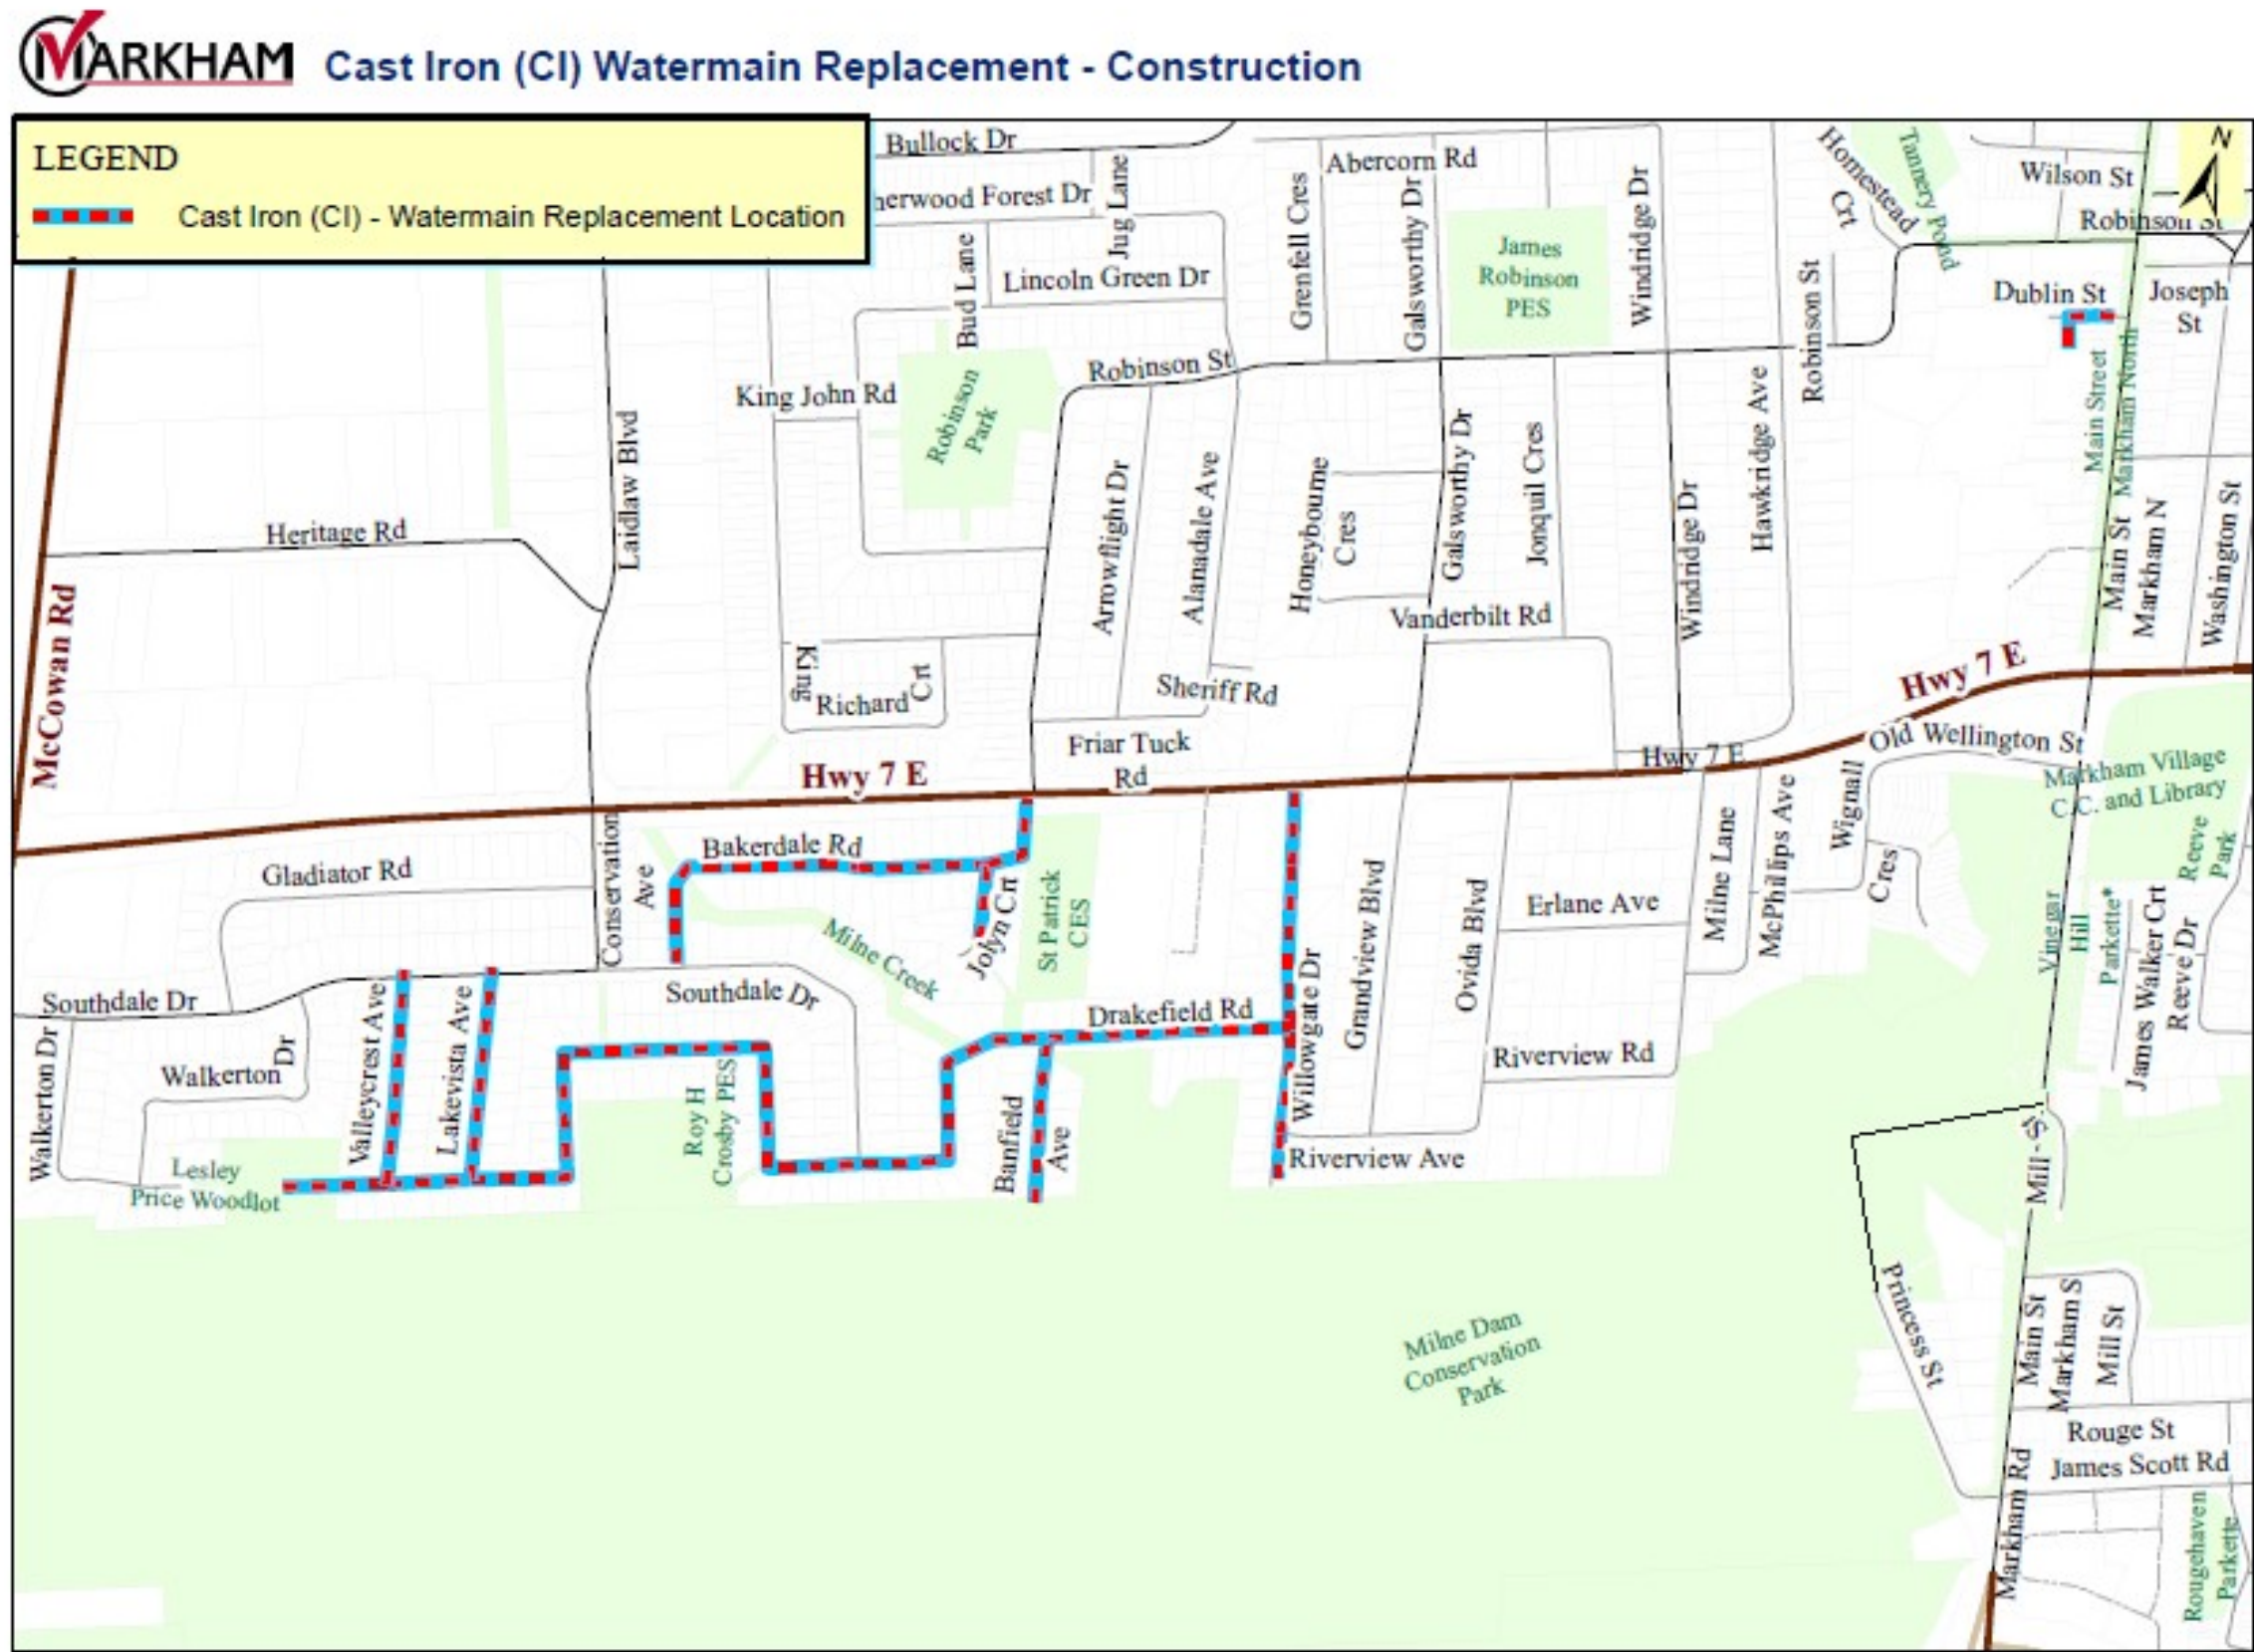 MARKHAM
Cast Iron (CI) Watermain Replacement - Construction
LEGEND
Cast Iron (CI) - Watermain Replacement Location
N
Bullock Dr
herwood Forest Dr
Jug Lane
Bud Lane
Lincoln Green Dr
Abercorn Rd
Grenfell Cres
Galsworthy Dr
James
Robinson
PES
Windridge Dr
Homestead
Crt
Tannery Pond
Wilson St
Robinson St
Dublin St
Joseph
St
Robinson St
Robinson St
King John Rd
Robinson
Park
Laidlaw Blvd
Heritage Rd
McCowan Rd
Arrowflight Dr
Alanadale Ave
Honeybourne
Cres
Galsworthy Dr
Jonquil Cres
Windridge Dr
Hawkridge Ave
Main Street
Markham North
Main St
Markham N
Washington St
Vanderbilt Rd
King
Richard
Crt
Sheriff Rd
Friar Tuck
Rd
Hwy 7 E
Hwy 7 E
Hwy 7 E
Old Wellington St
Markham Village
C.C. and Library
Reeve
Park
Gladiator Rd
Conservation
Ave
Bakerdale Rd
Jolyn Crt
St Patrick
CES
Milne Creek
Grandview Blvd
Ovida Blvd
Erlane Ave
Milne Lane
McPhillips Ave
Wignall
Cres
Vinegar
Hill
Parkette*
James Walker Crt
Reeve Dr
Southdale Dr
Southdale Dr
Walkerton Dr
Walkerton
Dr
Valleycrest Ave
Lakevista Ave
Roy H
Crosby PES
Drakefield Rd
Banfield
Ave
Willowgate Dr
Riverview Rd
Riverview Ave
Lesley
Price Woodlot
Mill St
Milne Dam
Conservation
Park
Princess St
Main St
Markham S
Mill St
Rouge St
James Scott Rd
Markham Rd
Rougehaven
Parkette